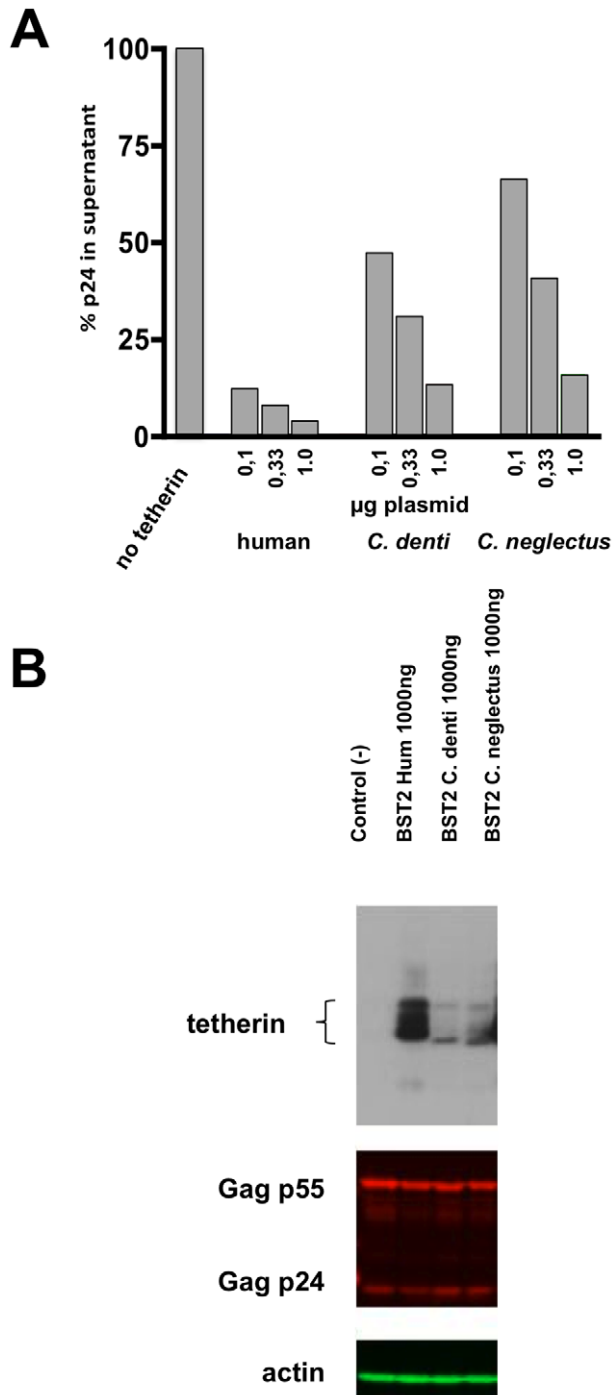 A
% p24 in supernatant
100
75
50
25
0
no tetherin
0,1
0,33
1.0
0,1
0,33
1.0
0,1
0,33
1.0
µg plasmid
human
C. denti
C. neglectus
B
Control (-)
BST2 Hum 1000ng
BST2 C. denti 1000ng
BST2 C. neglectus 1000ng
tetherin
Gag p55
Gag p24
actin